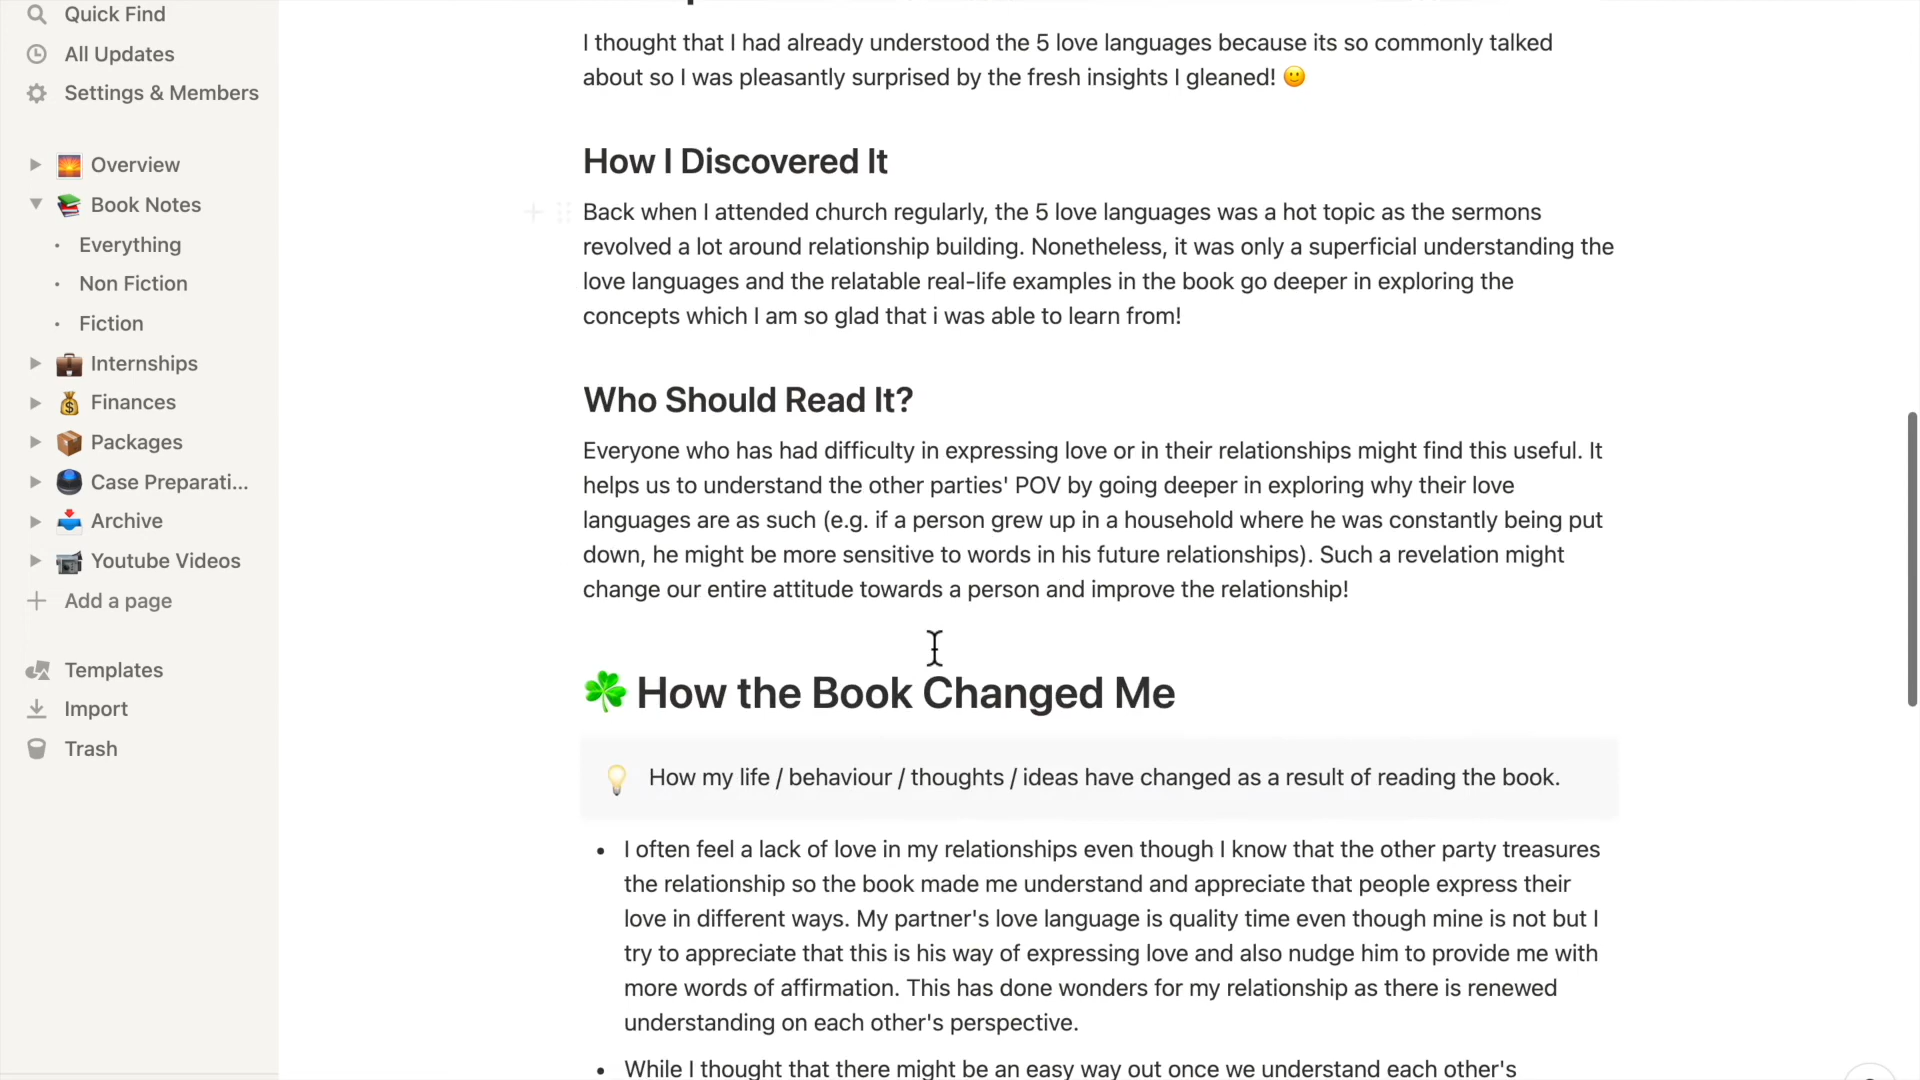 Quick Find
All Updates
Settings & Members
Overview
Book Notes
Everything
Non Fiction
Fiction
Internships
Finances
Packages
Case Preparati...
Archive
Youtube Videos
Add a page
Templates
Import
Trash
I thought that I had already understood the 5 love languages because its so commonly talked
about so I was pleasantly surprised by the fresh insights I gleaned! 🙂
How I Discovered It
Back when I attended church regularly, the 5 love languages was a hot topic as the sermons
revolved a lot around relationship building. Nonetheless, it was only a superficial understanding the
love languages and the relatable real-life examples in the book go deeper in exploring the
concepts which I am so glad that i was able to learn from!
Who Should Read It?
Everyone who has had difficulty in expressing love or in their relationships might find this useful. It
helps us to understand the other parties' POV by going deeper in exploring why their love
languages are as such (e.g. if a person grew up in a household where he was constantly being put
down, he might be more sensitive to words in his future relationships). Such a revelation might
change our entire attitude towards a person and improve the relationship!
☘️ How the Book Changed Me
💡 How my life / behaviour / thoughts / ideas have changed as a result of reading the book.
• I often feel a lack of love in my relationships even though I know that the other party treasures
the relationship so the book made me understand and appreciate that people express their
love in different ways. My partner's love language is quality time even though mine is not but I
try to appreciate that this is his way of expressing love and also nudge him to provide me with
more words of affirmation. This has done wonders for my relationship as there is renewed
understanding on each other's perspective.
• While I thought that there might be an easy way out once we understand each other's